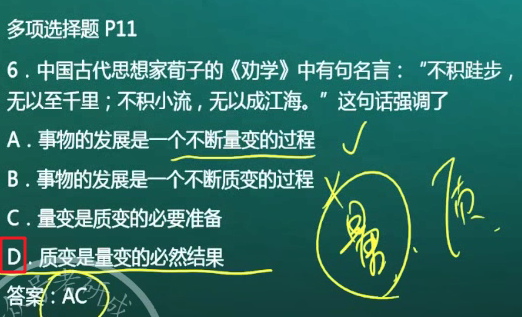 多项选择题 P11
6．中国古代思想家荀子的《劝学》中有句名言：“不积跬步，
无以至千里；不积小流，无以成江海。”这句话强调了
A．事物的发展是一个不断量变的过程
B．事物的发展是一个不断质变的过程
C．量变是质变的必要准备
D．质变是量变的必然结果
答案：AC
量
质